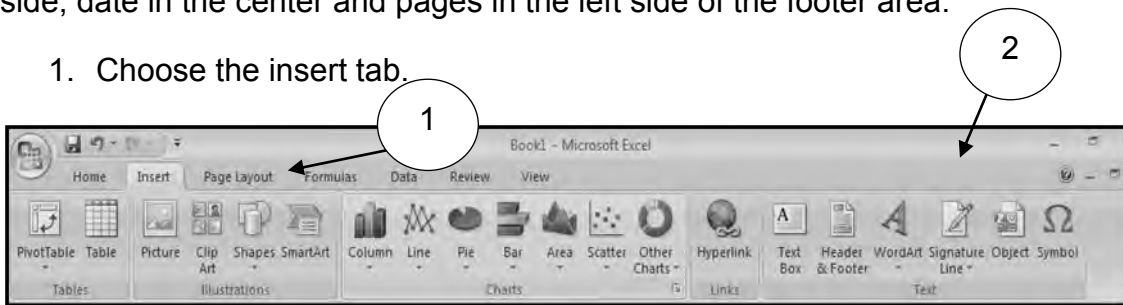 side, date in the center and pages in the left side of the footer area.
2
1. Choose the insert tab.
1
Book1 - Microsoft Excel
Home Insert Page Layout Formulas Data Review View
PivotTable Table Picture Clip Art Shapes SmartArt Column Line Pie Bar Area Scatter Other Charts Hyperlink Text Box Header & Footer WordArt Signature Line Object Symbol
Tables Illustrations Charts Links Text